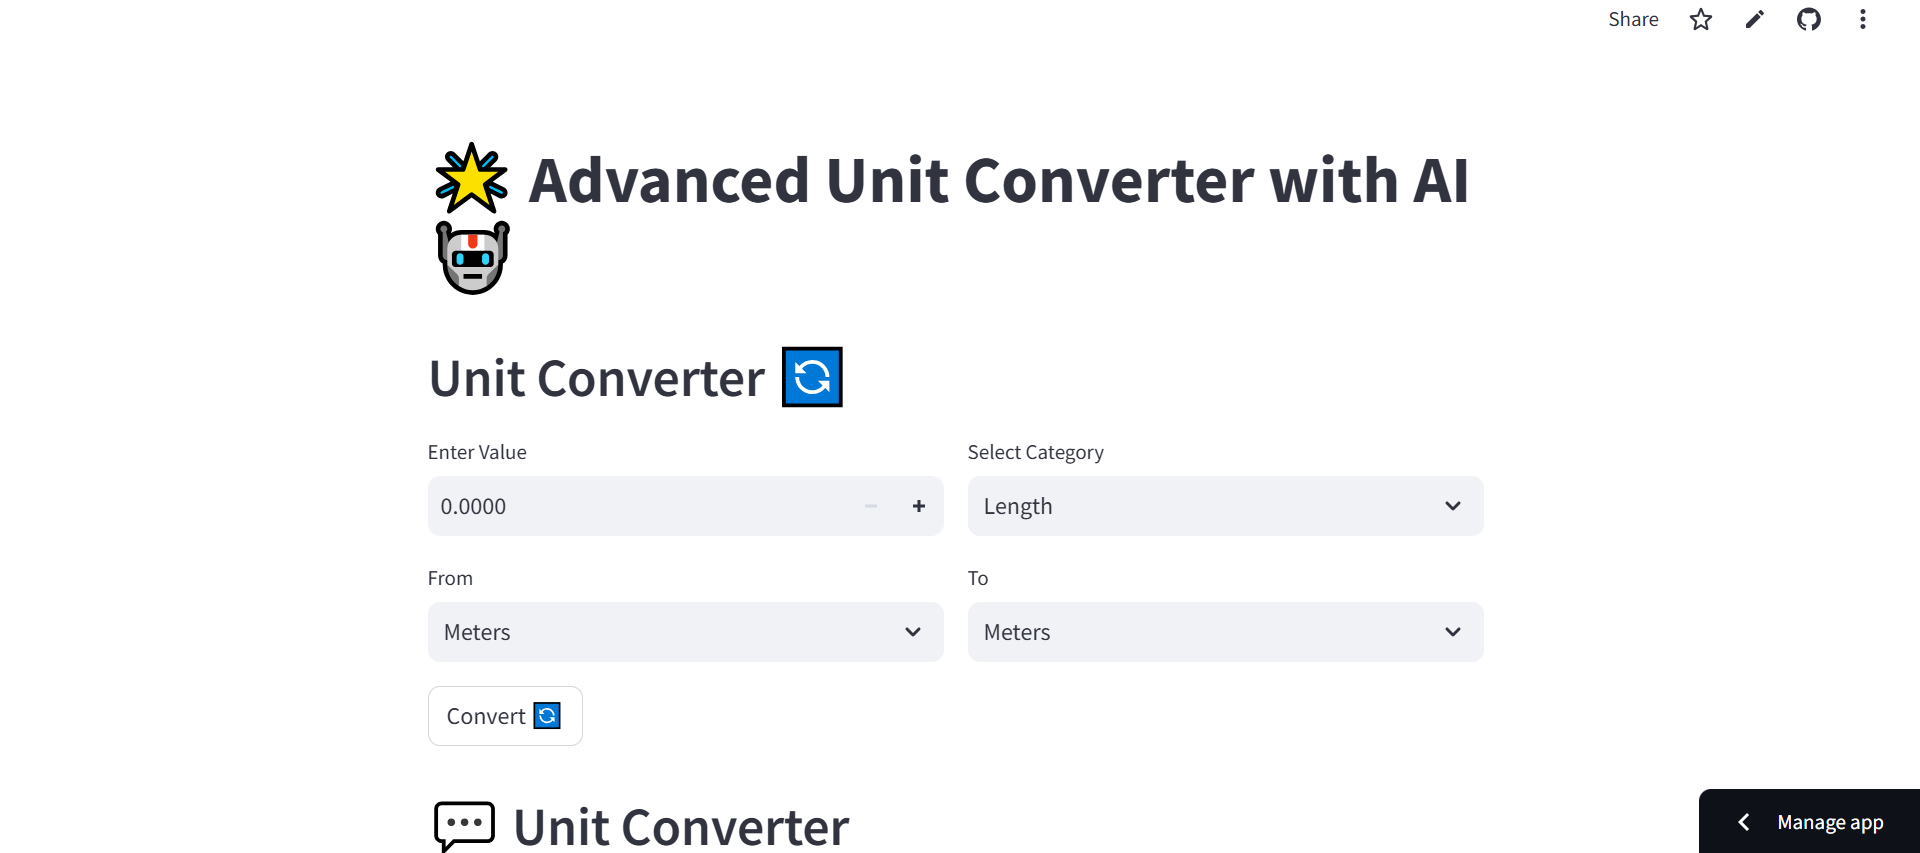 Share
Advanced Unit Converter with AI
Unit Converter
Enter Value
Select Category
0.0000
Length
From
To
Meters
Meters
Convert
Unit Converter
Manage app